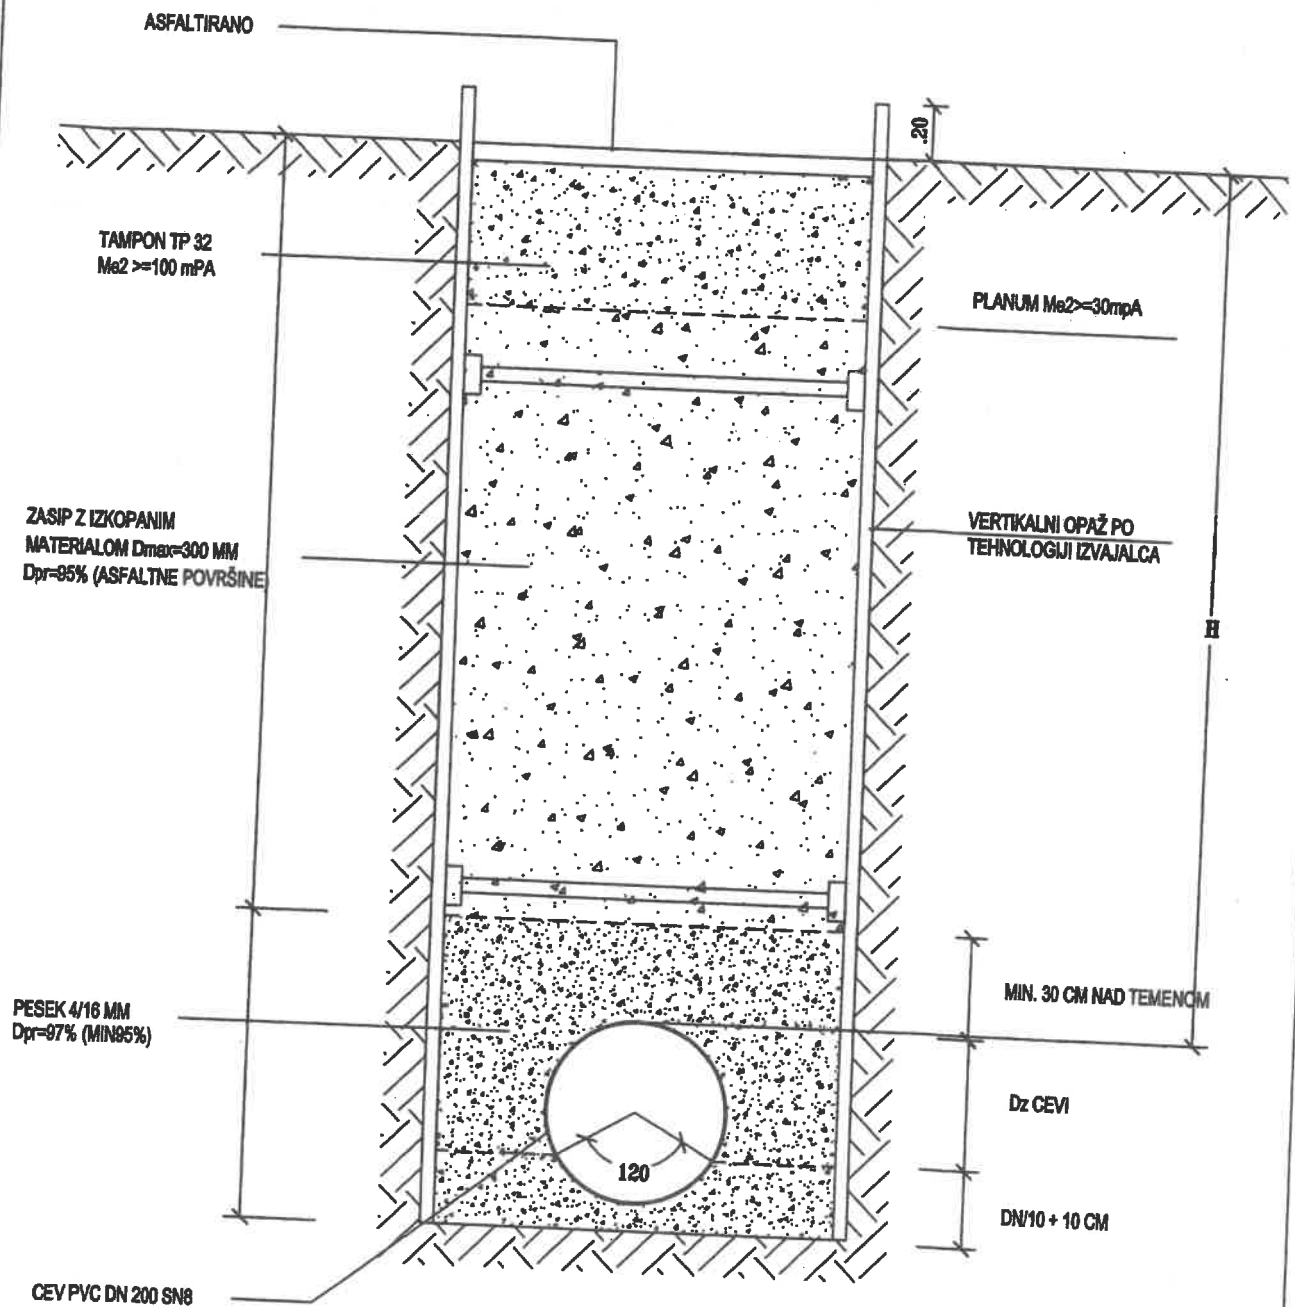 ASFALTIRANO
.20
TAMPON TP 32
Me2 >=100 mPA
PLANUM Me2>=30mpA
ZASIP Z IZKOPANIM
MATERIALOM Dmax=300 MM
Dpr=95% (ASFALTNE POVRŠINE
VERTIKALNI OPAŽ PO
TEHNOLOGIJI IZVAJALCA
H
PESEK 4/16 MM
Dpr=97% (MIN95%)
MIN. 30 CM NAD TEMENOM
Dz CEVI
120
DN/10 + 10 CM
CEV PVC DN 200 SN8